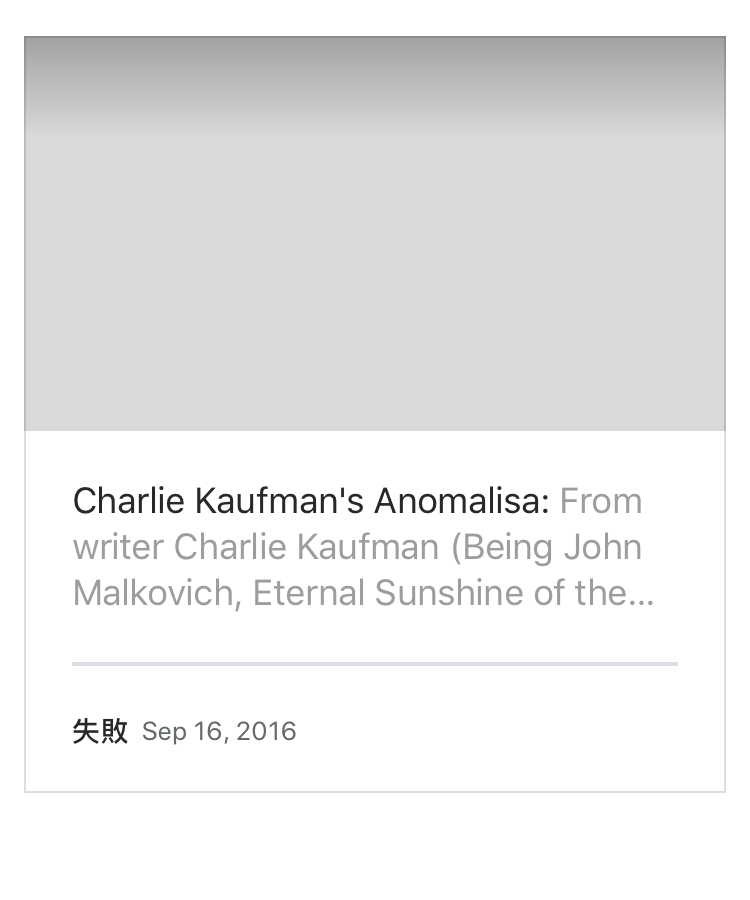 Charlie Kaufman's Anomalisa: From
writer Charlie Kaufman (Being John
Malkovich, Eternal Sunshine of the...
失敗 Sep 16, 2016